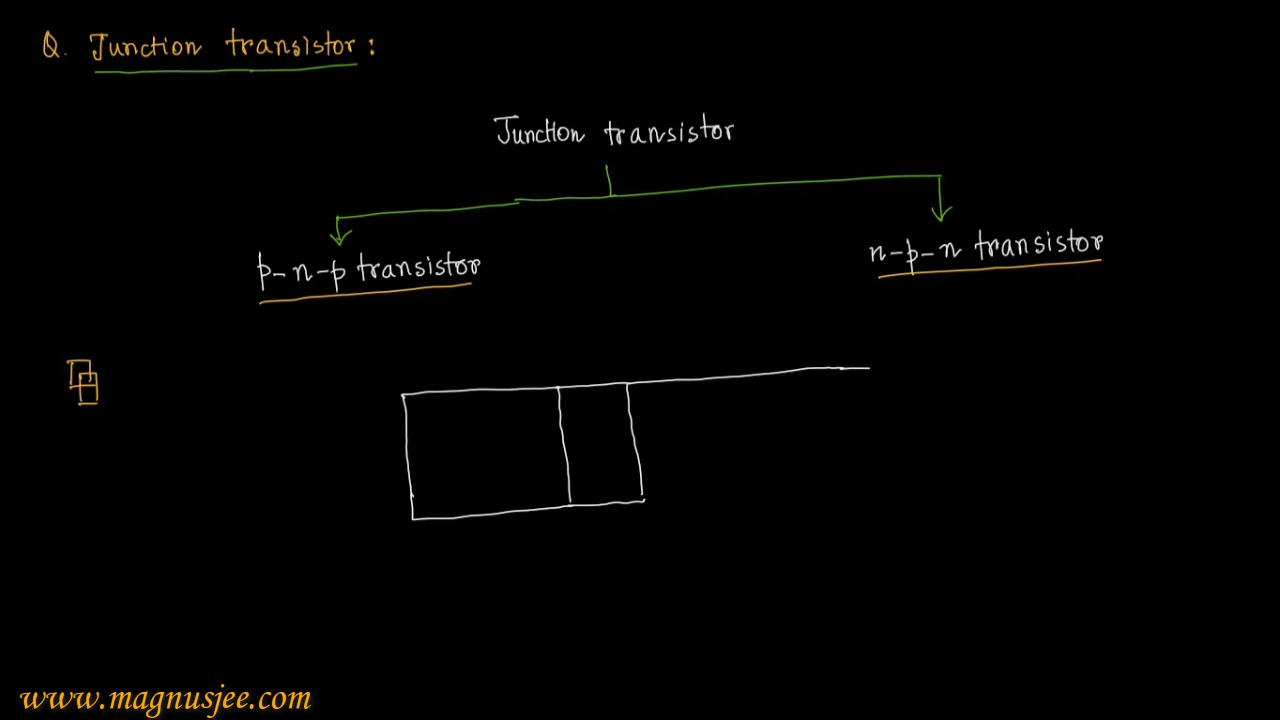 Q. Junction transistor :
Junction transistor
p-n-p transistor
n-p-n transistor
www.magnusjee.com